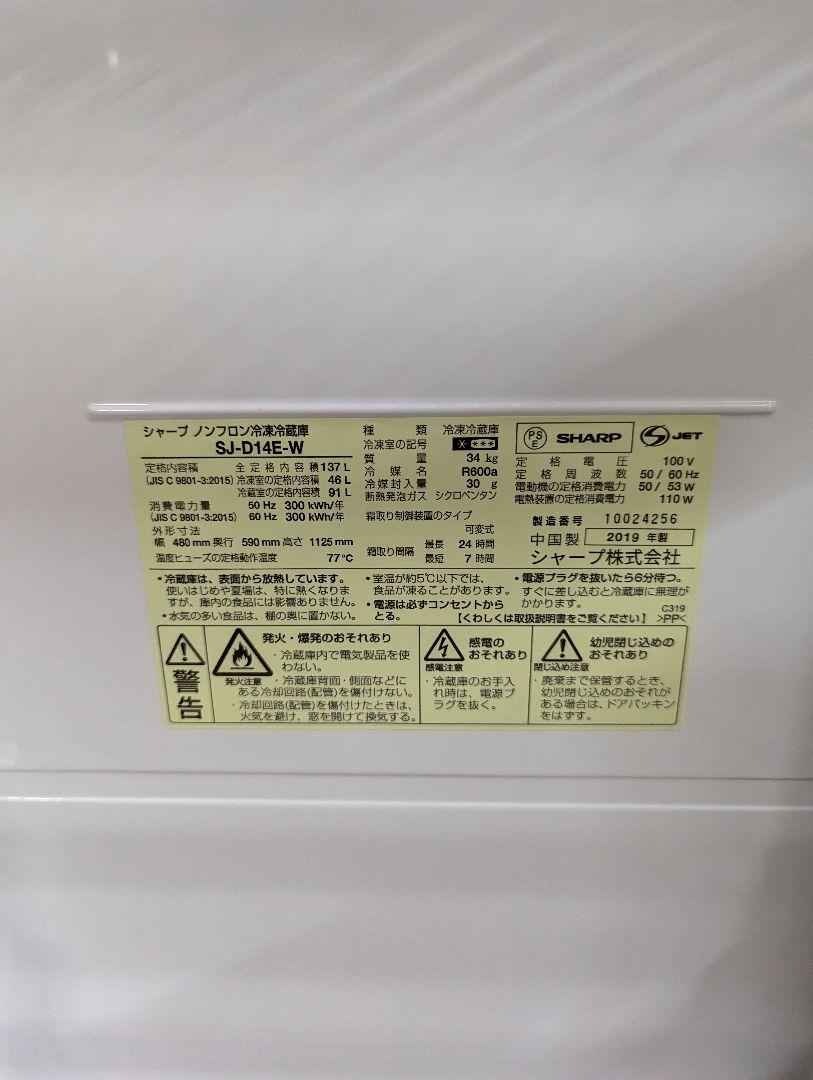 シャープ ノンフロン冷凍冷蔵庫
SJ-D14E-W
定格内容積 全定格内容積 137 L
(JIS C 9801-3:2015) 冷凍室の定格内容積 46 L
冷蔵室の定格内容積 91 L
消費電力量 50 Hz 300 kWh/年
(JIS C 9801-3:2015) 60 Hz 300 kWh/年
外形寸法
幅 480 mm 奥行 590 mm 高さ 1125 mm
温度ヒューズの定格動作温度 77℃
種類 冷凍冷蔵庫
冷凍室の記号 ****
質量 34 kg
冷媒名 R600a
冷媒封入量 30 g
断熱発泡ガス シクロペンタン
霜取り制御装置のタイプ
可変式
霜取り間隔 最長 24 時間
最短 7 時間
PSE SHARP S JET
定格電圧 100 V
定格周波数 50 / 60 Hz
電動機の定格消費電力 50 / 53 W
電熱装置の定格消費電力 110 W
製造番号 10024256
中国製 2019 年製
シャープ株式会社
・冷蔵庫は、表面から放熱しています。
使いはじめや夏場は、特に熱くなりま
すが、庫内の食品には影響ありません。
・水気の多い食品は、棚の奥に置かない。
・室温が約5℃以下では、
食品が凍ることがあります。
・電源は必ずコンセントから
とる。
・電源プラグを抜いたら6分待つ。
すぐに差し込むと冷蔵庫に無理が
かかります。
C319
【くわしくは取扱説明書をご覧ください】 >PP<
警告
発火注意
発火・爆発のおそれあり
・冷蔵庫内で電気製品を使
わない。
・冷蔵庫背面・側面などに
ある冷却回路(配管)を傷付けない。
・冷却回路(配管)を傷付けたときは、
火気を避け、窓を開けて換気する。
感電注意
感電の
おそれあり
・冷蔵庫のお手入
れ時は、電源プ
ラグを抜く。
閉じ込め注意
幼児閉じ込めの
おそれあり
・廃棄まで保管するとき、
幼児閉じ込めのおそれが
ある場合は、ドアパッキン
をはずす。